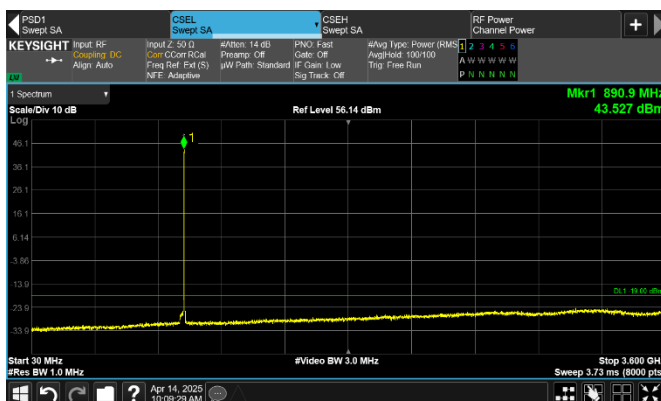 PSD1
Swept SA
CSEL
Swept SA
CSEH
Swept SA
RF Power
Channel Power
+
KEYSIGHT
Input: RF
Coupling: DC
Align: Auto
Input Z: 50 Ω
Corr CCorr RCal
Freq Ref: Ext (S)
NFE: Adaptive
#Atten: 14 dB
Preamp: Off
µW Path: Standard
PNO: Fast
Gate: Off
IF Gain: Low
Sig Track: Off
#Avg Type: Power (RMS
Avg|Hold: 100/100
Trig: Free Run
1 2 3 4 5 6
A W W W W W W
P N N N N N
1 Spectrum
Scale/Div 10 dB
Ref Level 56.14 dBm
Mkr1 890.9 MHz
43.527 dBm
Log
1
46.1
36.1
26.1
16.1
6.14
-3.86
-13.9
-23.9
-33.9
Start 30 MHz
#Res BW 1.0 MHz
#Video BW 3.0 MHz
Stop 3.600 GH
Sweep 3.73 ms (8000 pts
?
Apr 14, 2025
10:09:29 AM